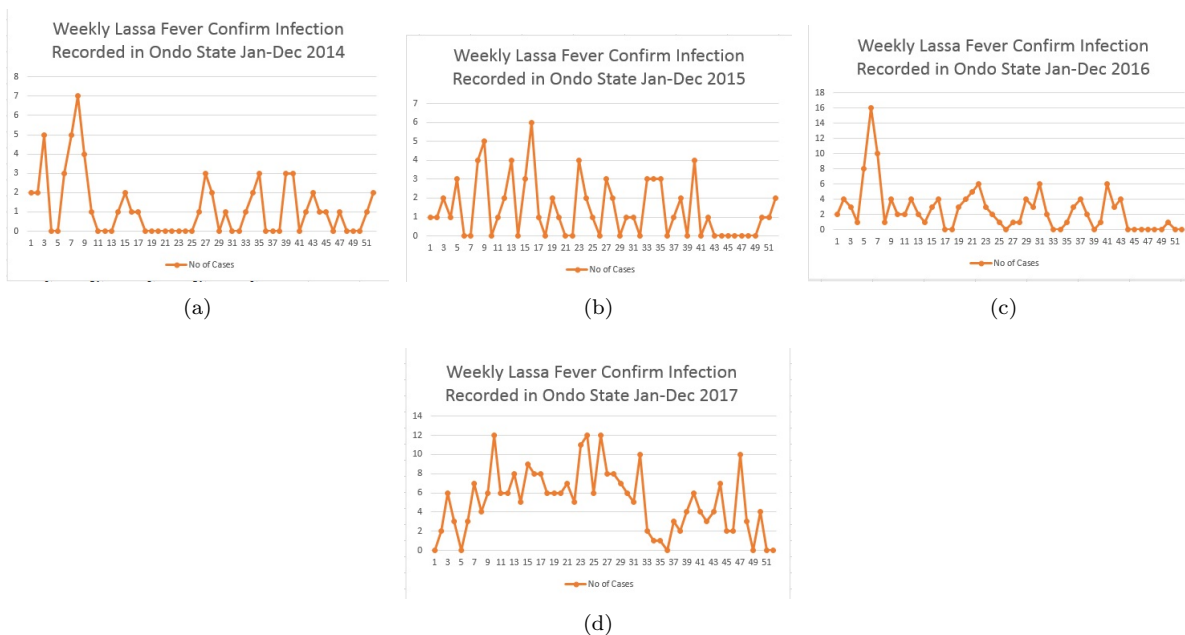 Weekly Lassa Fever Confirm Infection
Recorded in Ondo State Jan-Dec 2014
8
7
6
5
4
3
2
1
0
1 3 5 7 9 11 13 15 17 19 21 23 25 27 29 31 33 35 37 39 41 43 45 47 49 51
No of Cases
(a)
Weekly Lassa Fever Confirm Infection
Recorded in Ondo State Jan-Dec 2015
7
6
5
4
3
2
1
0
1 3 5 7 9 11 13 15 17 19 21 23 25 27 29 31 33 35 37 39 41 43 45 47 49 51
No of Cases
(b)
Weekly Lassa Fever Confirm Infection
Recorded in Ondo State Jan-Dec 2016
18
16
14
12
10
8
6
4
2
0
1 3 5 7 9 11 13 15 17 19 21 23 25 27 29 31 33 35 37 39 41 43 45 47 49 51
No of Cases
(c)
Weekly Lassa Fever Confirm Infection
Recorded in Ondo State Jan-Dec 2017
14
12
10
8
6
4
2
0
1 3 5 7 9 11 13 15 17 19 21 23 25 27 29 31 33 35 37 39 41 43 45 47 49 51
No of Cases
(d)